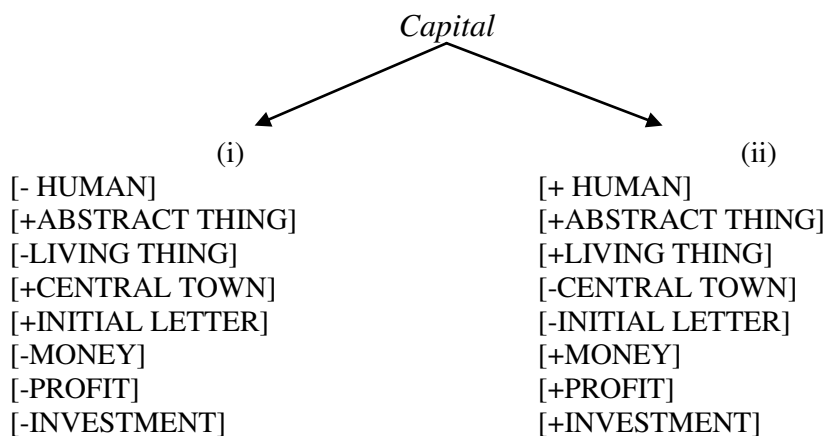 Capital
(i)
[- HUMAN]
[+ABSTRACT THING]
[-LIVING THING]
[+CENTRAL TOWN]
[+INITIAL LETTER]
[-MONEY]
[-PROFIT]
[-INVESTMENT]
(ii)
[+ HUMAN]
[+ABSTRACT THING]
[+LIVING THING]
[-CENTRAL TOWN]
[-INITIAL LETTER]
[+MONEY]
[+PROFIT]
[+INVESTMENT]